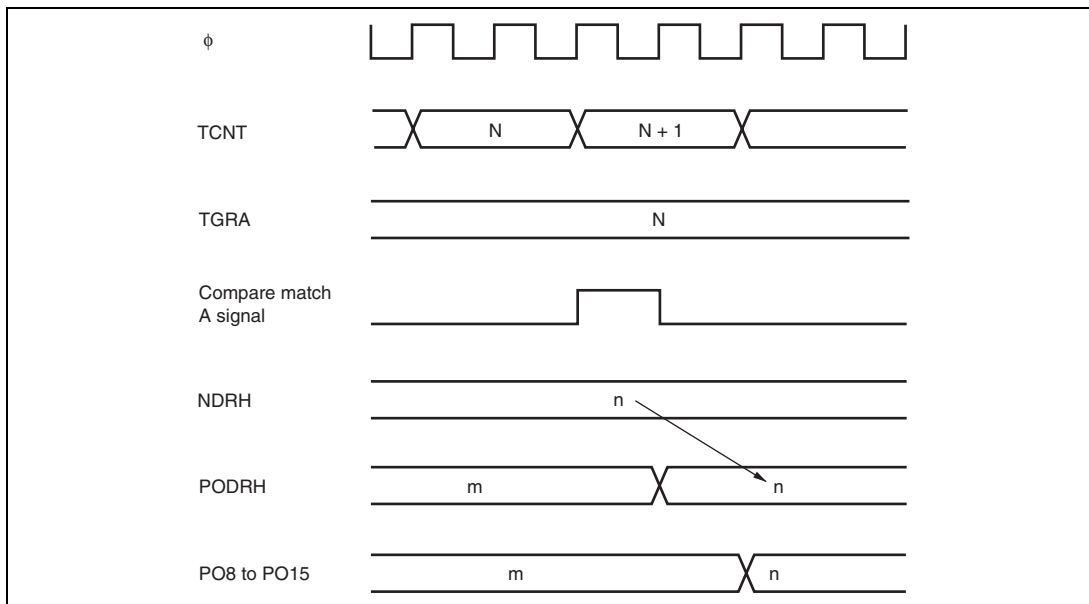 ϕ
TCNT
N
N + 1
TGRA
N
Compare match
A signal
NDRH
n
PODRH
m
n
PO8 to PO15
m
n